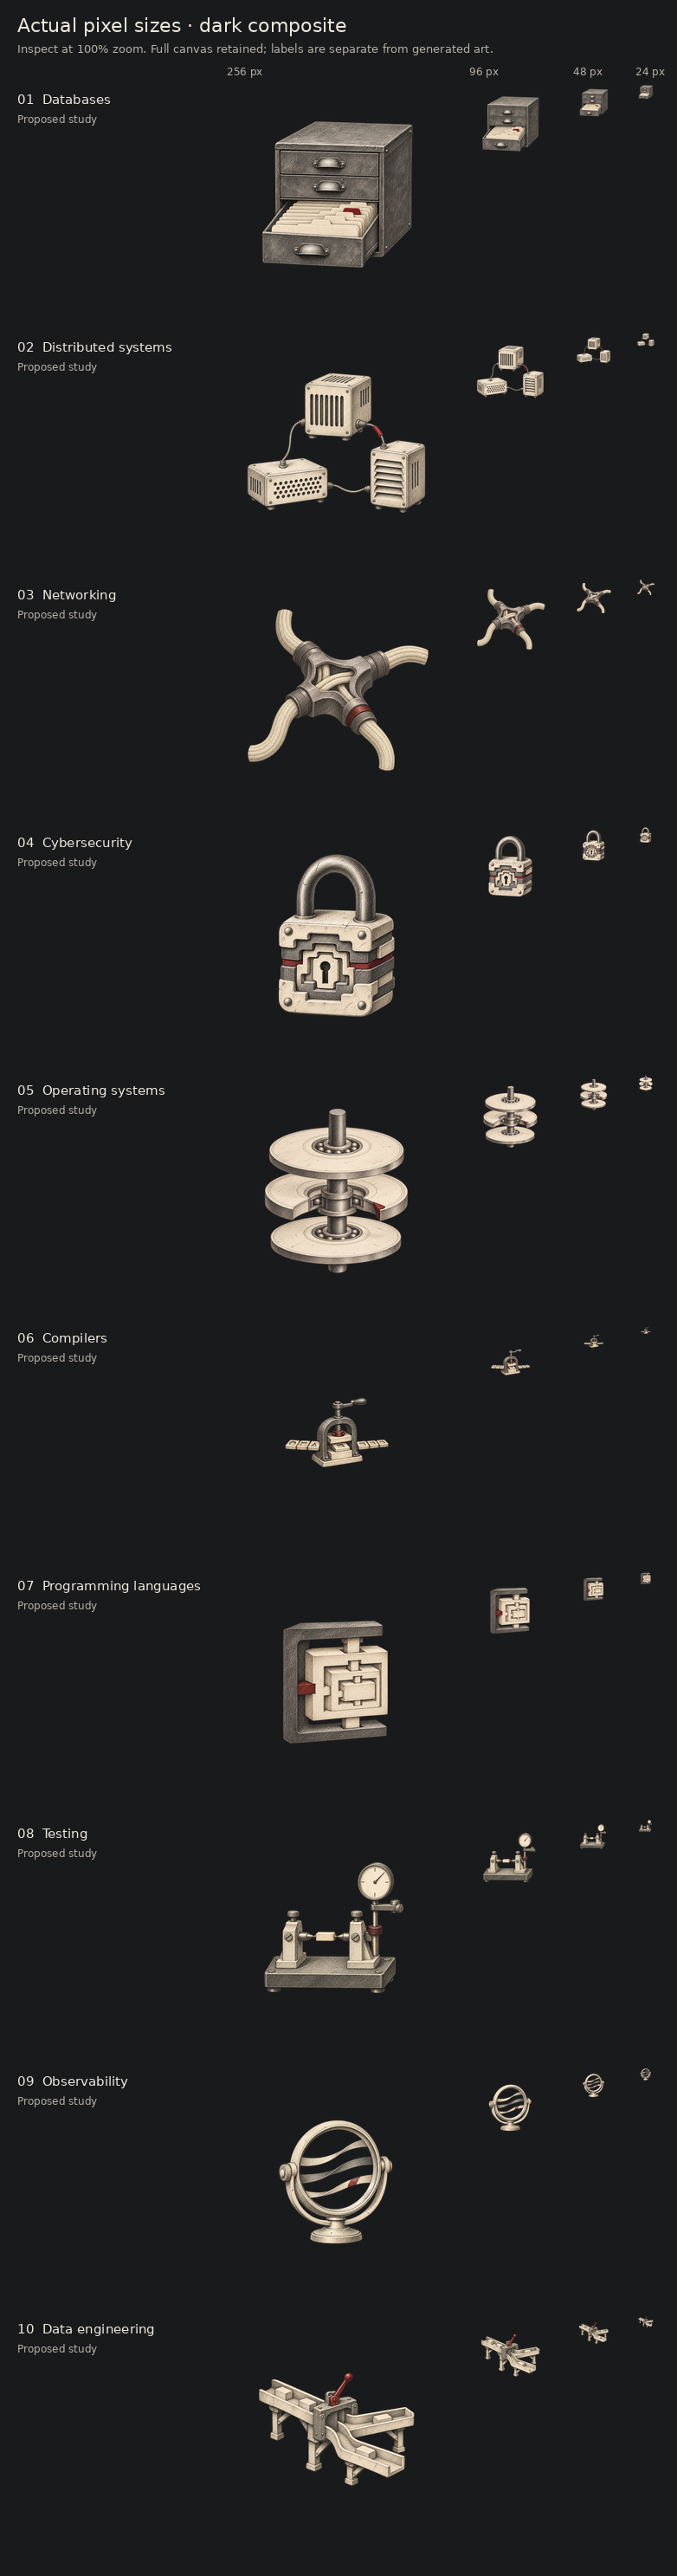 Actual pixel sizes · dark composite
Inspect at 100% zoom. Full canvas retained; labels are separate from generated art.
256 px 96 px 48 px 24 px
01 Databases
Proposed study
02 Distributed systems
Proposed study
03 Networking
Proposed study
04 Cybersecurity
Proposed study
05 Operating systems
Proposed study
06 Compilers
Proposed study
07 Programming languages
Proposed study
08 Testing
Proposed study
09 Observability
Proposed study
10 Data engineering
Proposed study